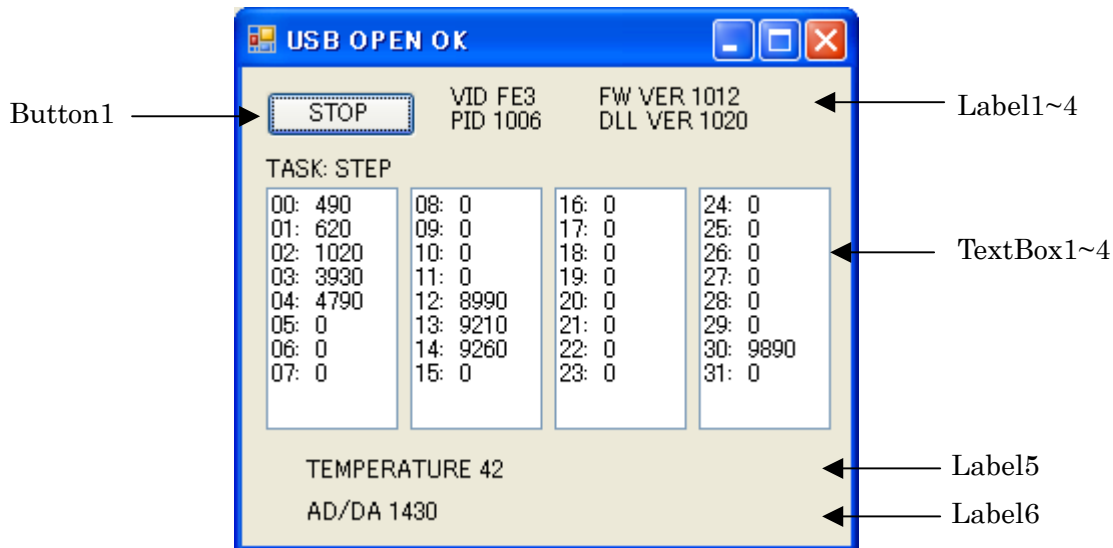 USB OPEN OK
Button1
STOP
VID FE3
PID 1006
FW VER 1012
DLL VER 1020
Label1~4
TASK: STEP
00: 490
01: 620
02: 1020
03: 3930
04: 4790
05: 0
06: 0
07: 0
08: 0
09: 0
10: 0
11: 0
12: 8990
13: 9210
14: 9260
15: 0
16: 0
17: 0
18: 0
19: 0
20: 0
21: 0
22: 0
23: 0
24: 0
25: 0
26: 0
27: 0
28: 0
29: 0
30: 9890
31: 0
TextBox1~4
TEMPERATURE 42
Label5
AD/DA 1430
Label6